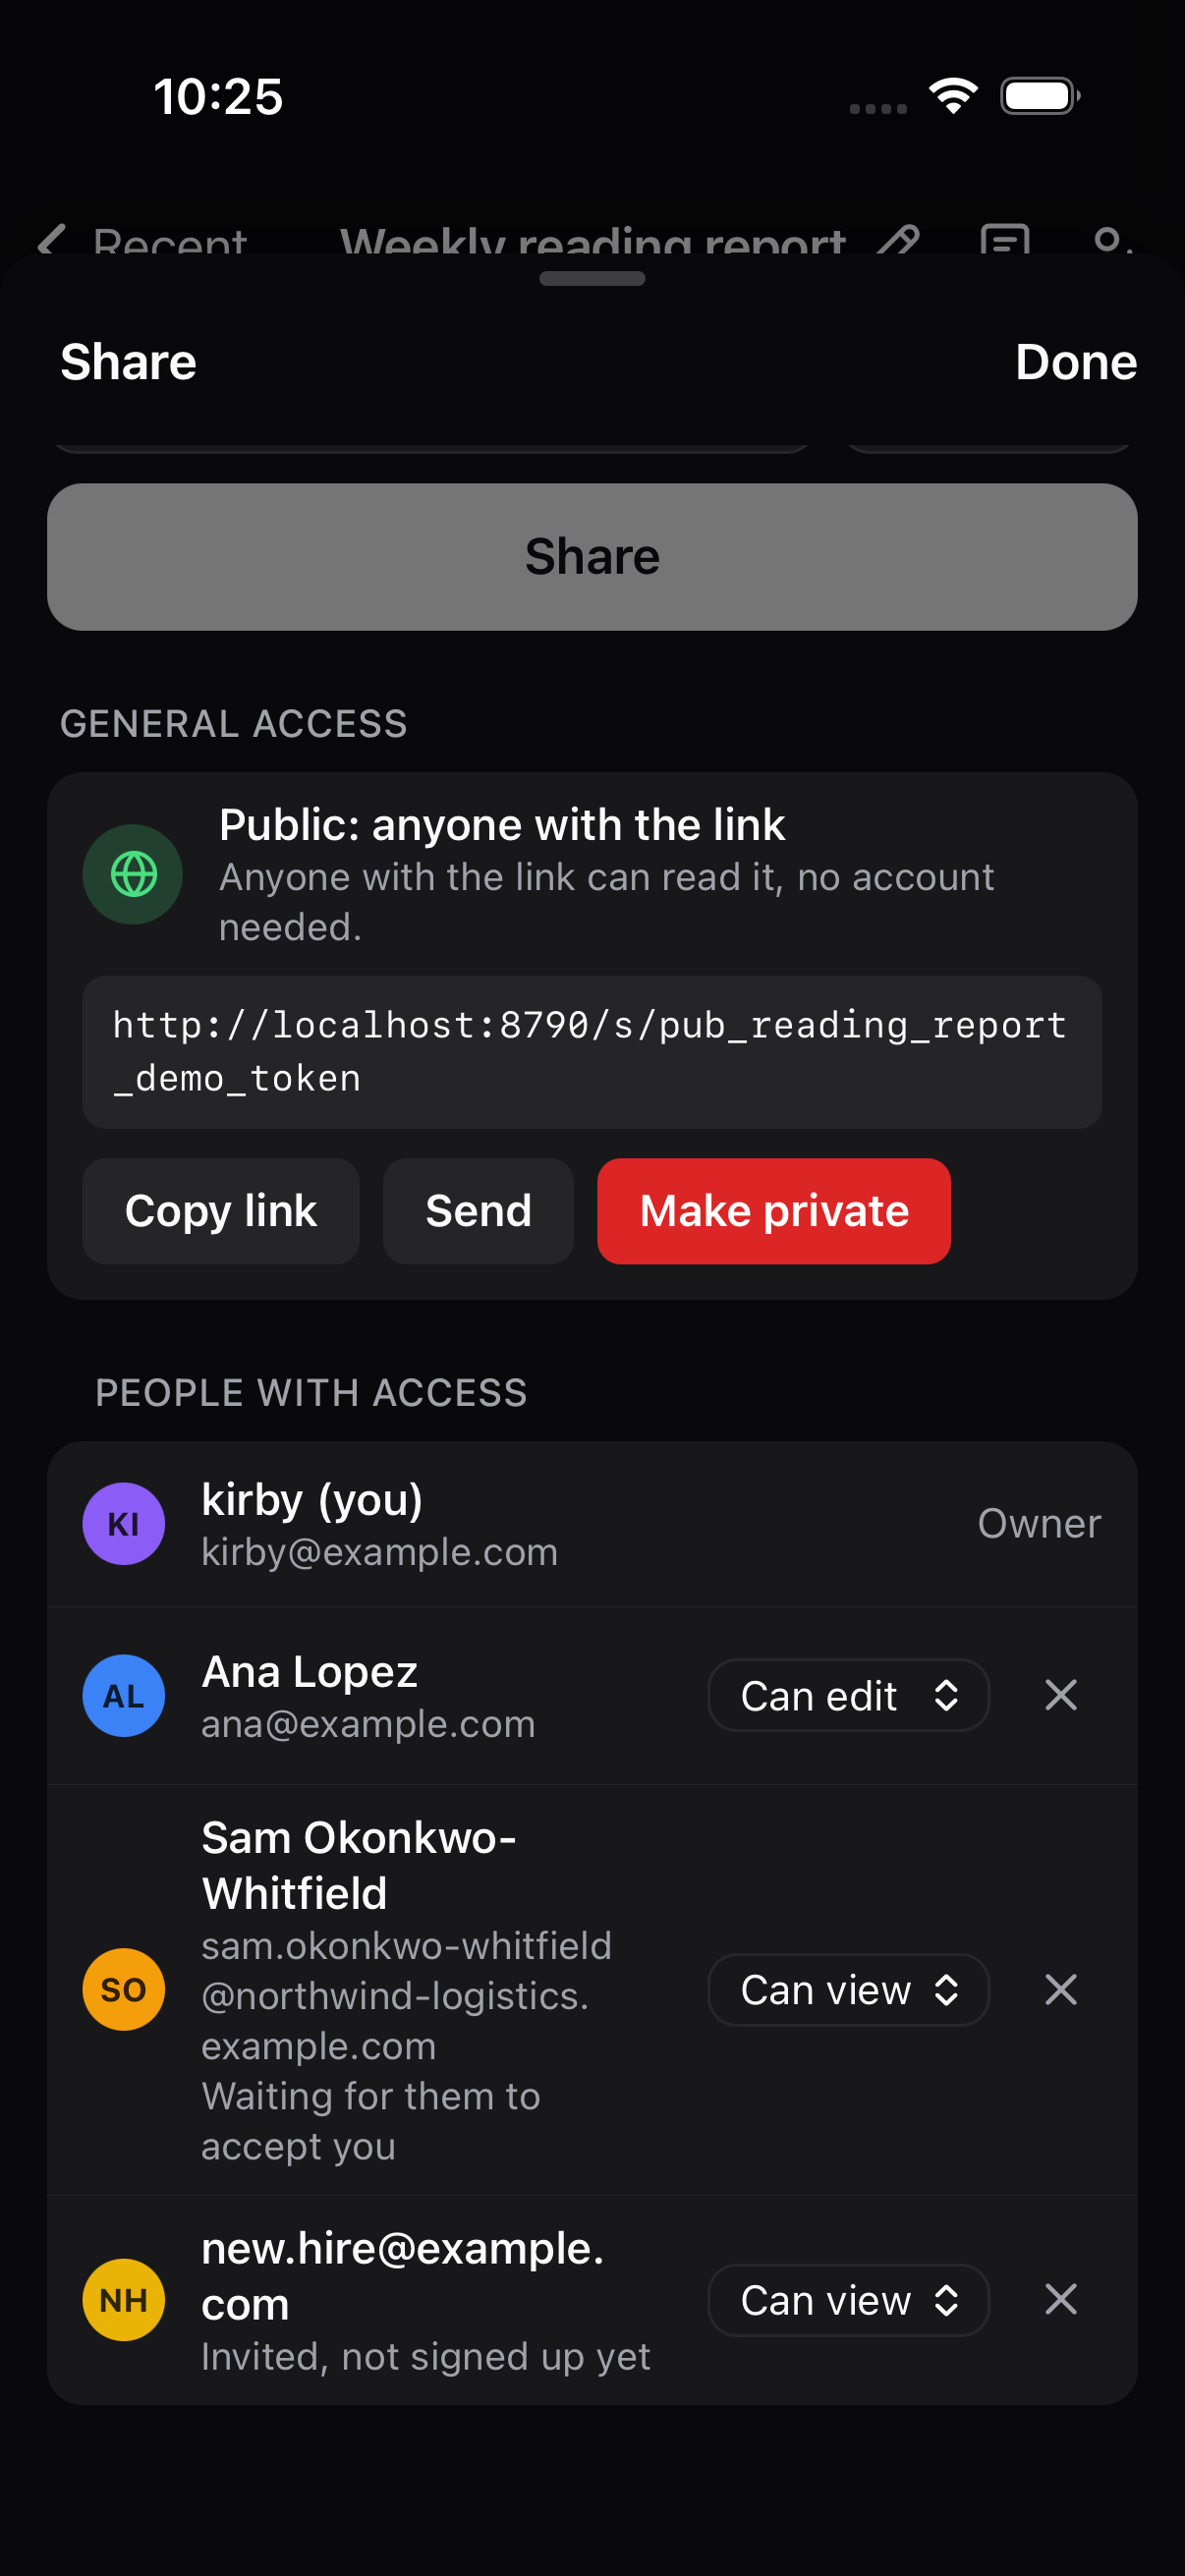 10:25
Recent
Weekly reading report
Share
Done
Share
GENERAL ACCESS
Public: anyone with the link
Anyone with the link can read it, no account
needed.
http://localhost:8790/s/pub_reading_report
_demo_token
Copy link
Send
Make private
PEOPLE WITH ACCESS
KI
kirby (you)
kirby@example.com
Owner
AL
Ana Lopez
ana@example.com
Can edit
SO
Sam Okonkwo-
Whitfield
sam.okonkwo-whitfield
@northwind-logistics.
example.com
Waiting for them to
accept you
Can view
NH
new.hire@example.
com
Invited, not signed up yet
Can view